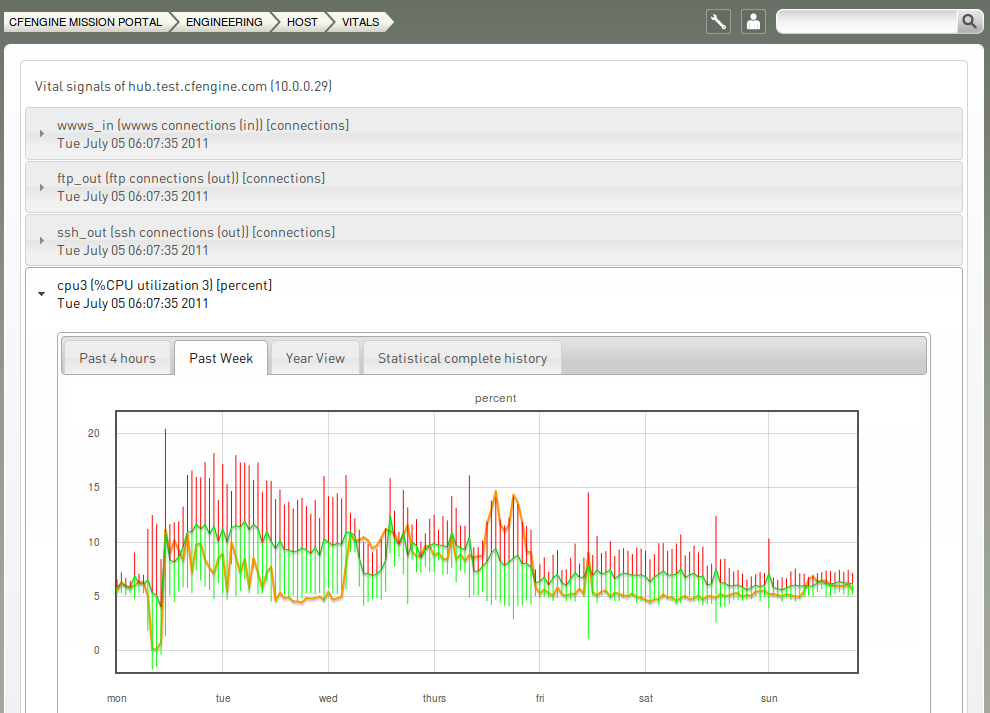 CFENGINE MISSION PORTAL ENGINEERING HOST VITALS
Vital signals of hub.test.cfengine.com (10.0.0.29)
wwws_in (wwws connections (in)) [connections]
Tue July 05 06:07:35 2011
ftp_out (ftp connections (out)) [connections]
Tue July 05 06:07:35 2011
ssh_out (ssh connections (out)) [connections]
Tue July 05 06:07:35 2011
cpu3 (%CPU utilization 3) [percent]
Tue July 05 06:07:35 2011
Past 4 hours Past Week Year View Statistical complete history
percent
20
15
10
5
0
mon tue wed thurs fri sat sun